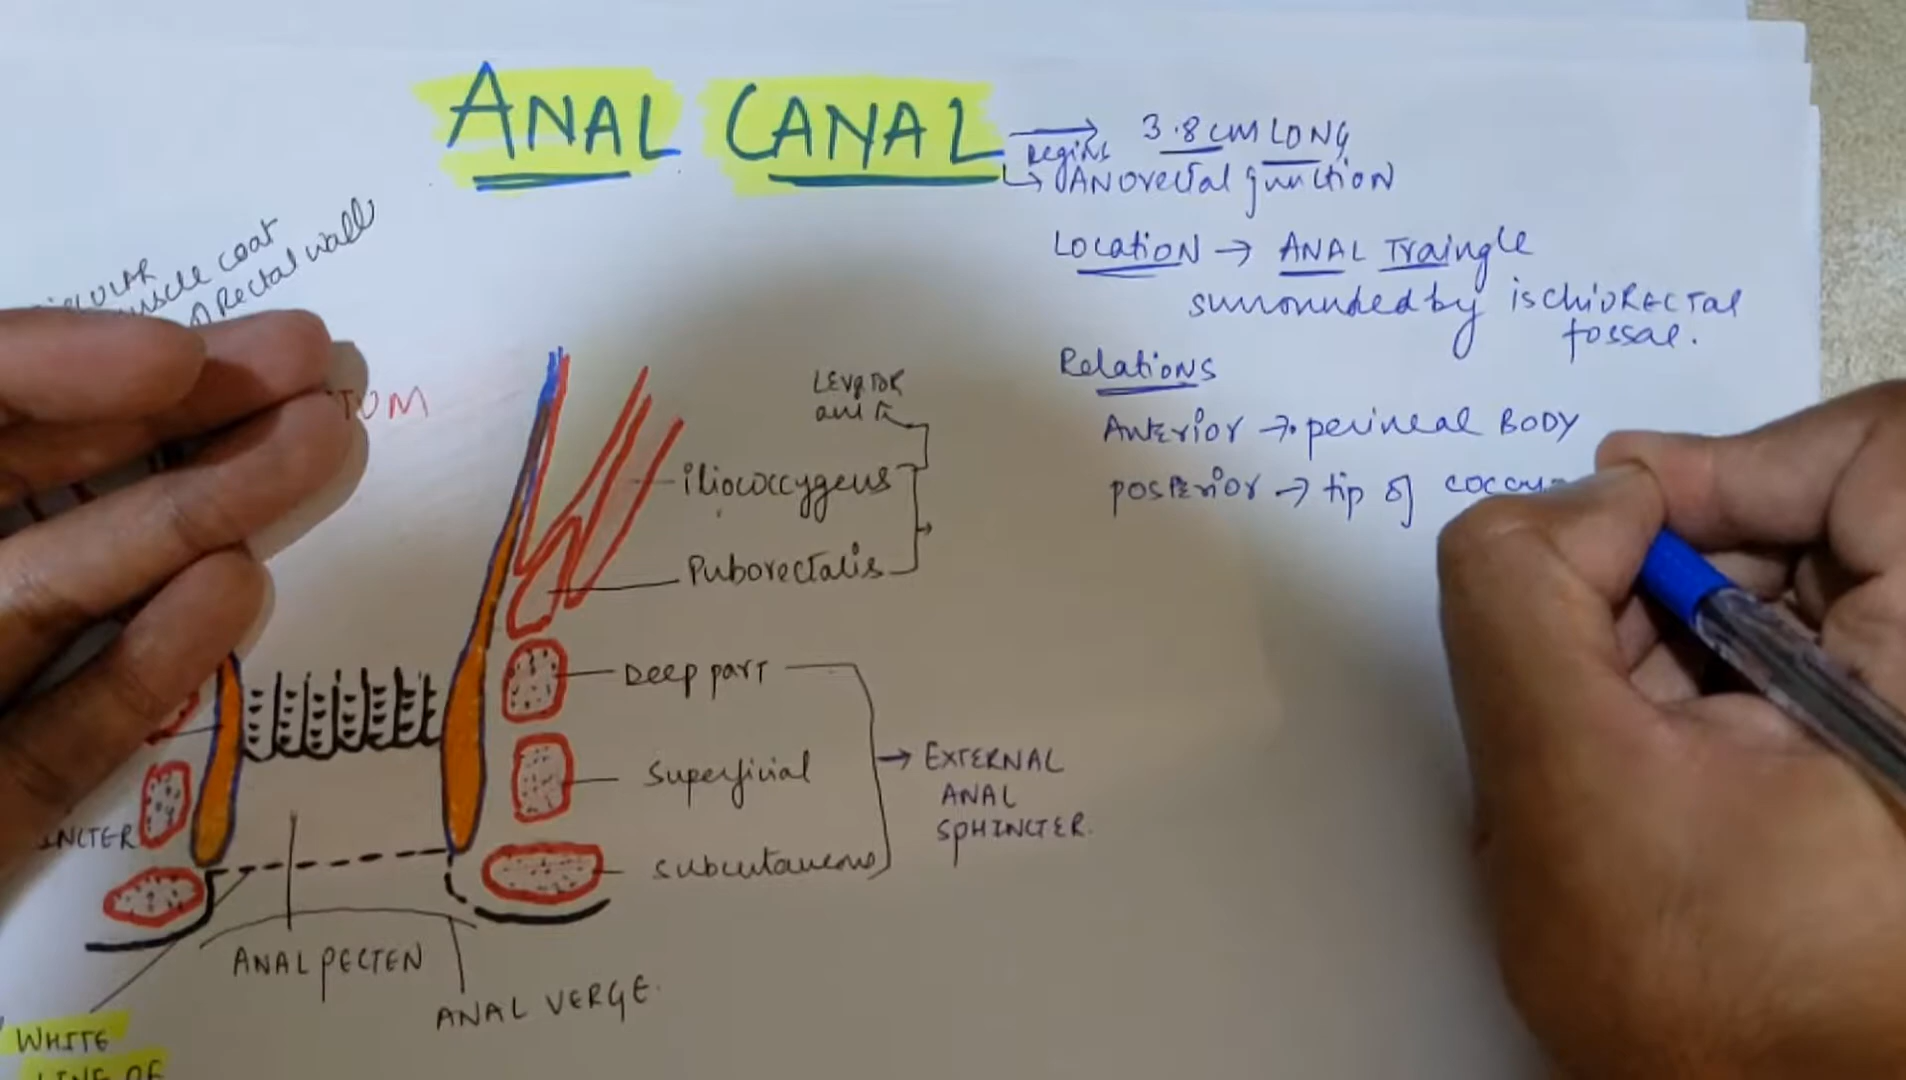 ANAL CANAL
3.8 CM LONG
Begins
ANOrectal junction
Location → ANAL Traingle
surrounded by ischioRECTal
fossae.
Relations
Anterior → perineal BODY
posterior → tip of
muscle coat
Rectal wall
TUM
LEVATOR
ani
iliococcygeus
Puborectalis
Deep part
Superficial
EXTERNAL
ANAL
SPHINCTER.
subcutaneous
INCTER
ANAL PECTEN
ANAL VERGE.
WHITE
LINE OF